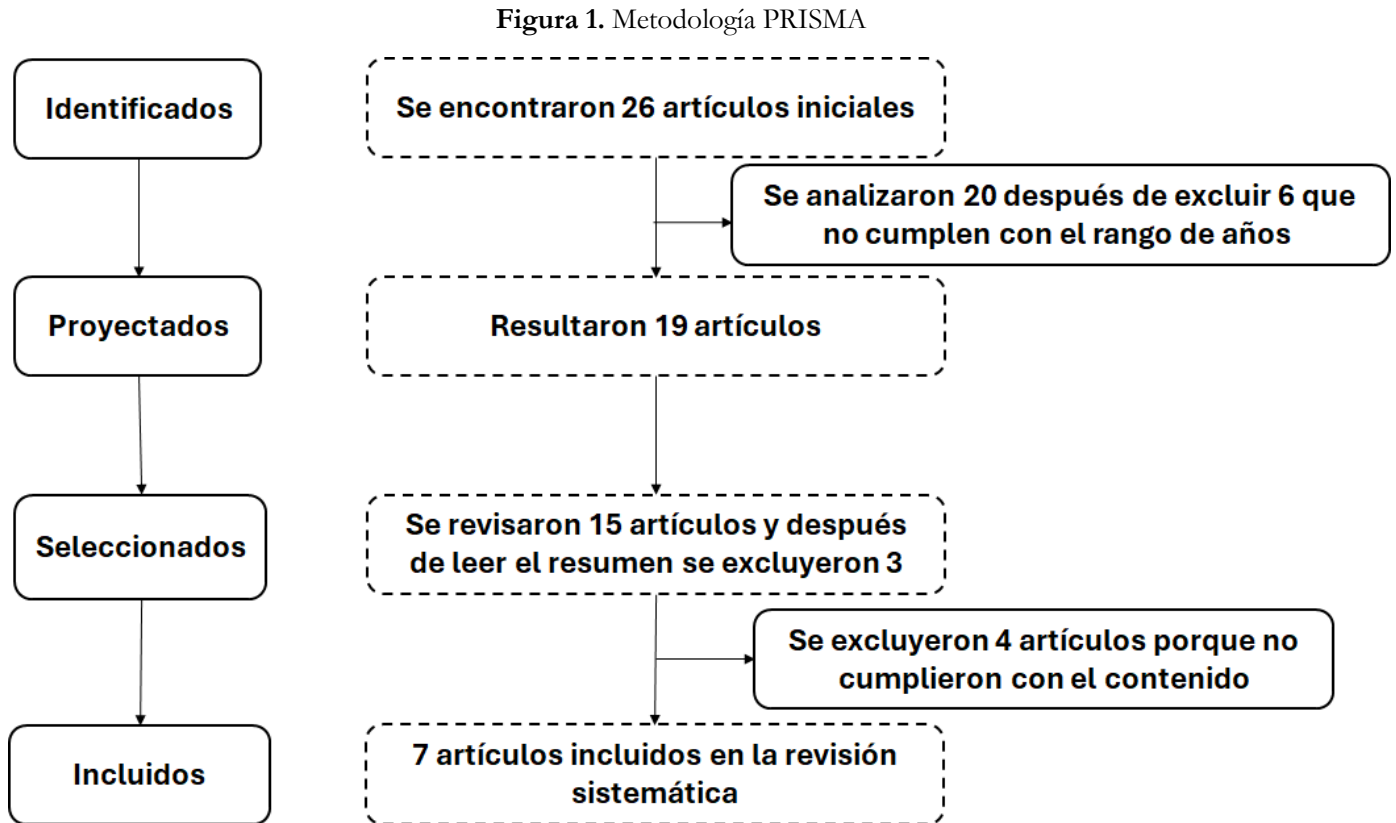 Figura 1. Metodología PRISMA
Identificados
Se encontraron 26 artículos iniciales
Se analizaron 20 después de excluir 6 que
no cumplen con el rango de años
Proyectados
Resultaron 19 artículos
Seleccionados
Se revisaron 15 artículos y después
de leer el resumen se excluyeron 3
Se excluyeron 4 artículos porque no
cumplieron con el contenido
Incluidos
7 artículos incluidos en la revisión
sistemática